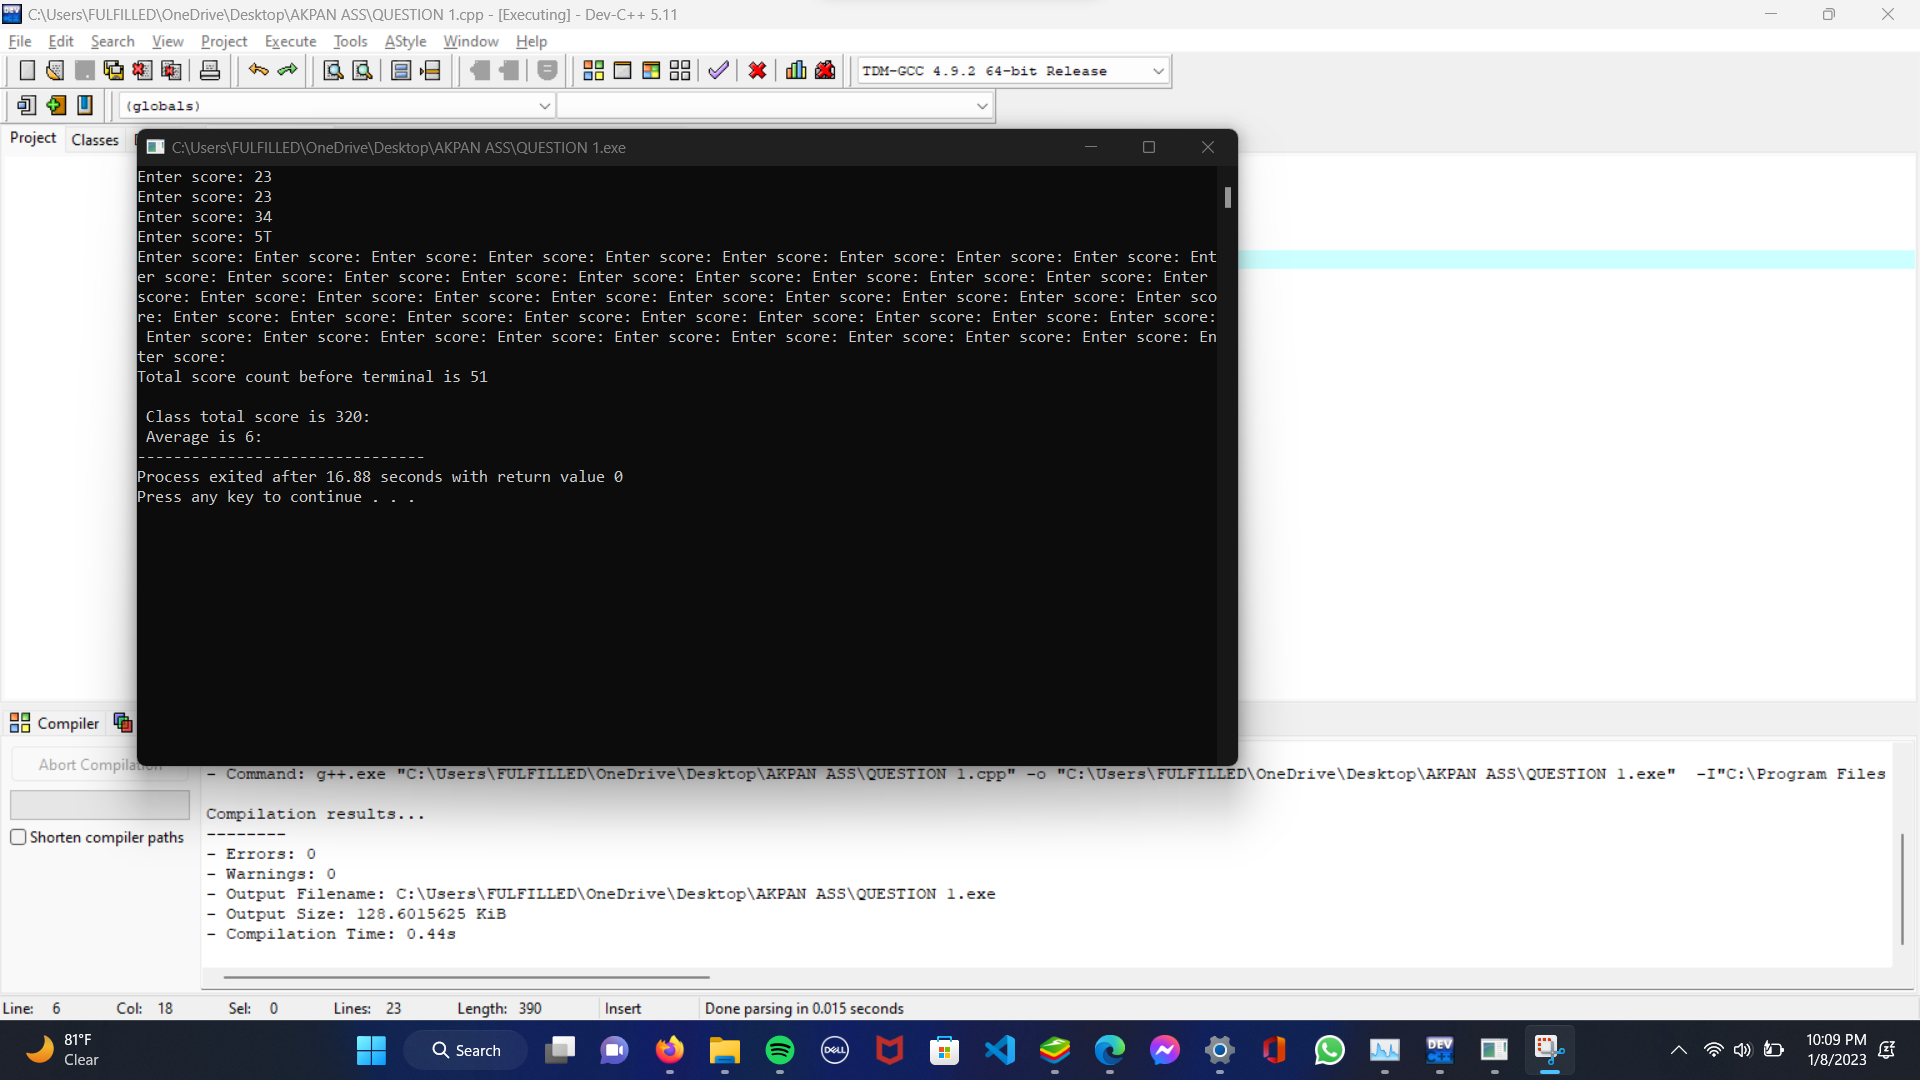 C:\Users\FULFILLED\OneDrive\Desktop\AKPAN ASS\QUESTION 1.cpp - [Executing] - Dev-C++ 5.11
File Edit Search View Project Execute Tools AStyle Window Help
TDM-GCC 4.9.2 64-bit Release
(globals)
Project Classes
C:\Users\FULFILLED\OneDrive\Desktop\AKPAN ASS\QUESTION 1.exe
Enter score: 23
Enter score: 23
Enter score: 34
Enter score: 5T
Enter score: Enter score: Enter score: Enter score: Enter score: Enter score: Enter score: Enter score: Enter score: Ent
er score: Enter score: Enter score: Enter score: Enter score: Enter score: Enter score: Enter score: Enter score: Enter
score: Enter score: Enter score: Enter score: Enter score: Enter score: Enter score: Enter score: Enter score: Enter sco
re: Enter score: Enter score: Enter score: Enter score: Enter score: Enter score: Enter score: Enter score: Enter score:
Enter score: Enter score: Enter score: Enter score: Enter score: Enter score: Enter score: Enter score: Enter score: En
ter score:
Total score count before terminal is 51
Class total score is 320:
Average is 6:
--------------------------------
Process exited after 16.88 seconds with return value 0
Press any key to continue . . .
Compiler
Abort Compilation
Shorten compiler paths
- Command: g++.exe "C:\Users\FULFILLED\OneDrive\Desktop\AKPAN ASS\QUESTION 1.cpp" -o "C:\Users\FULFILLED\OneDrive\Desktop\AKPAN ASS\QUESTION 1.exe" -I"C:\Program Files
Compilation results...
--------
- Errors: 0
- Warnings: 0
- Output Filename: C:\Users\FULFILLED\OneDrive\Desktop\AKPAN ASS\QUESTION 1.exe
- Output Size: 128.6015625 KiB
- Compilation Time: 0.44s
Line: 6 Col: 18 Sel: 0 Lines: 23 Length: 390 Insert Done parsing in 0.015 seconds
81°F
Clear
Search
DELL
DEV C++
10:09 PM
1/8/2023